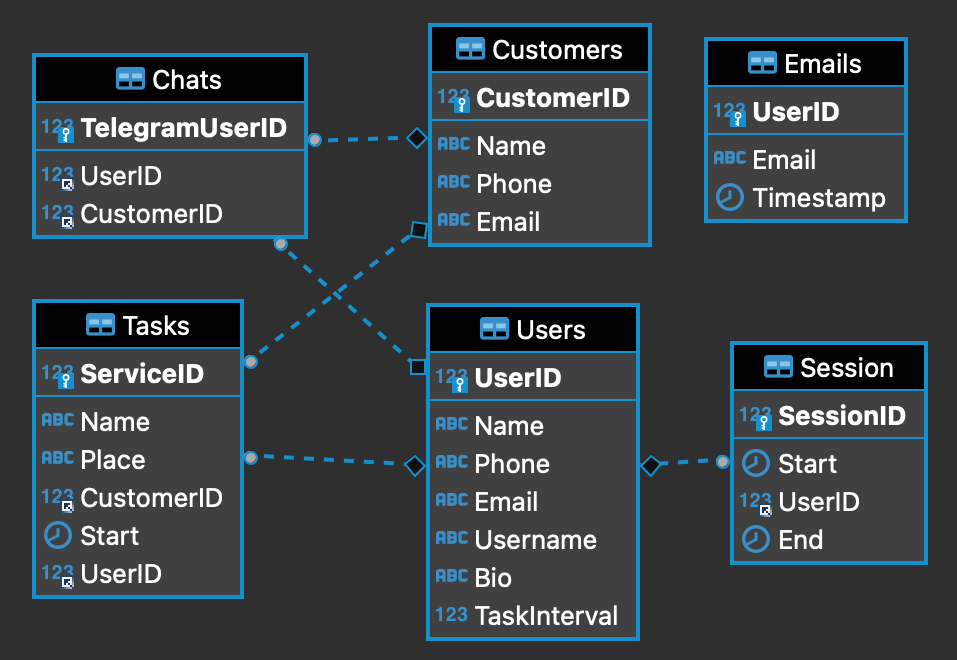 Chats
123 TelegramUserID
123 UserID
123 CustomerID
Customers
123 CustomerID
ABC Name
ABC Phone
ABC Email
Emails
123 UserID
ABC Email
Timestamp
Tasks
123 ServiceID
ABC Name
ABC Place
123 CustomerID
Start
123 UserID
Users
123 UserID
ABC Name
ABC Phone
ABC Email
ABC Username
ABC Bio
123 TaskInterval
Session
123 SessionID
Start
123 UserID
End